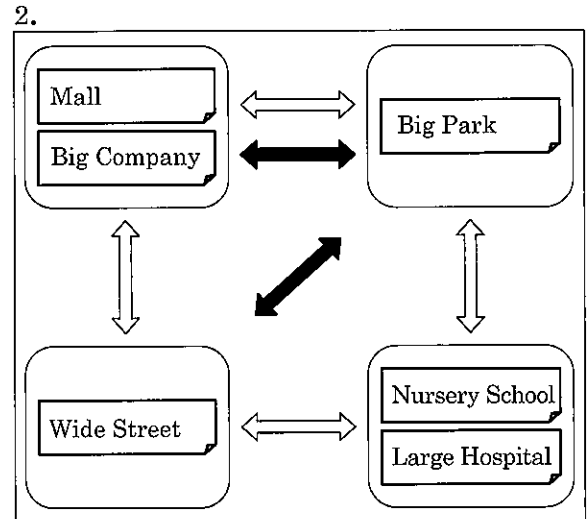 2.
Mall
Big Company
Big Park
Wide Street
Nursery School
Large Hospital